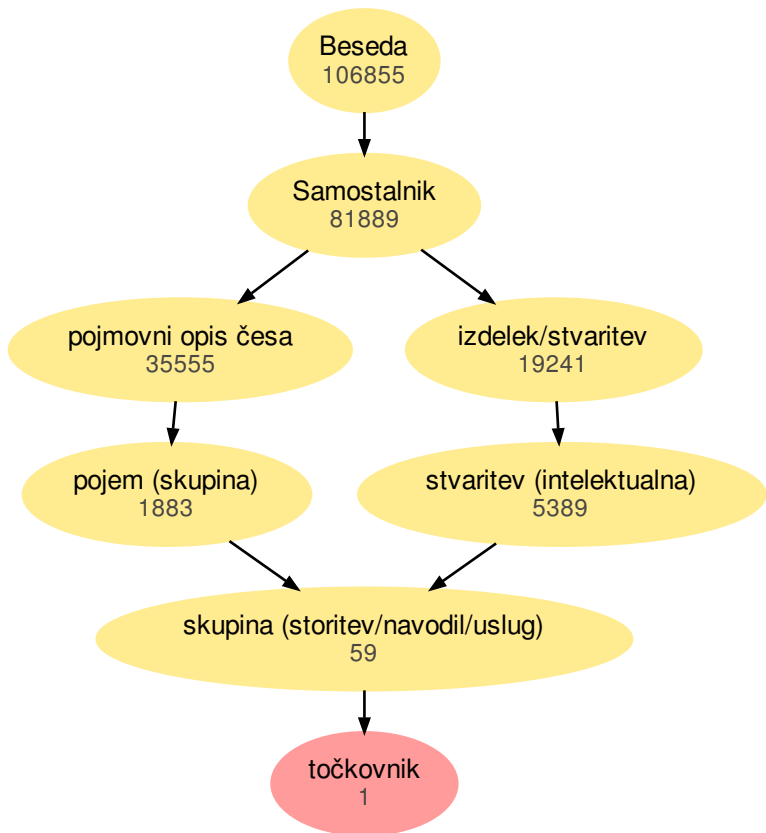 Beseda
106855
Samostalnik
81889
pojmovni opis česa
35555
izdelek/stvaritev
19241
pojem (skupina)
1883
stvaritev (intelektualna)
5389
skupina (storitev/navodil/uslug)
59
točkovnik
1